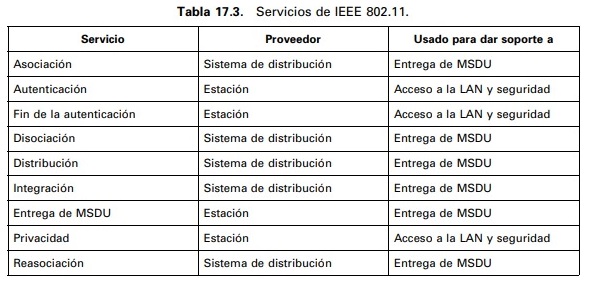 Tabla 17.3. Servicios de IEEE 802.11.
Servicio Proveedor Usado para dar soporte a
Asociación Sistema de distribución Entrega de MSDU
Autenticación Estación Acceso a la LAN y seguridad
Fin de la autenticación Estación Acceso a la LAN y seguridad
Disociación Sistema de distribución Entrega de MSDU
Distribución Sistema de distribución Entrega de MSDU
Integración Sistema de distribución Entrega de MSDU
Entrega de MSDU Estación Entrega de MSDU
Privacidad Estación Acceso a la LAN y seguridad
Reasociación Sistema de distribución Entrega de MSDU